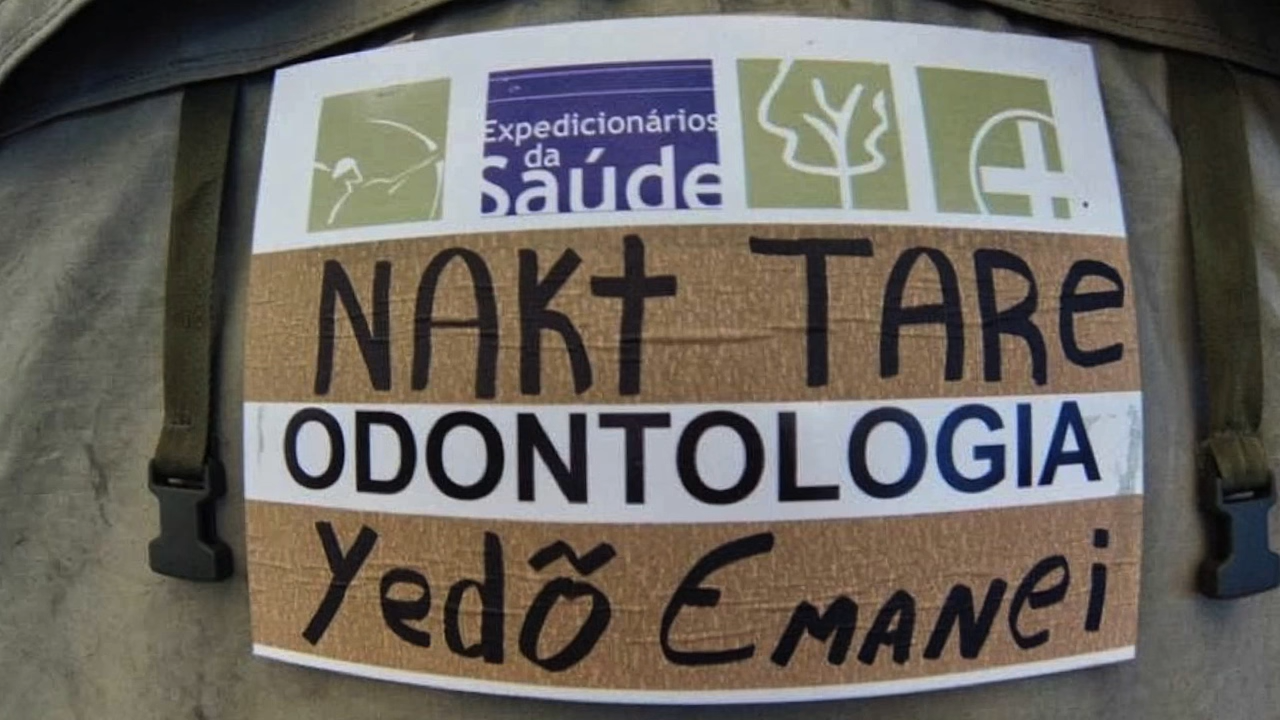 Expedicionários
da
Saúde
NAKt TARe
ODONTOLOGIA
Yedõ Emanei